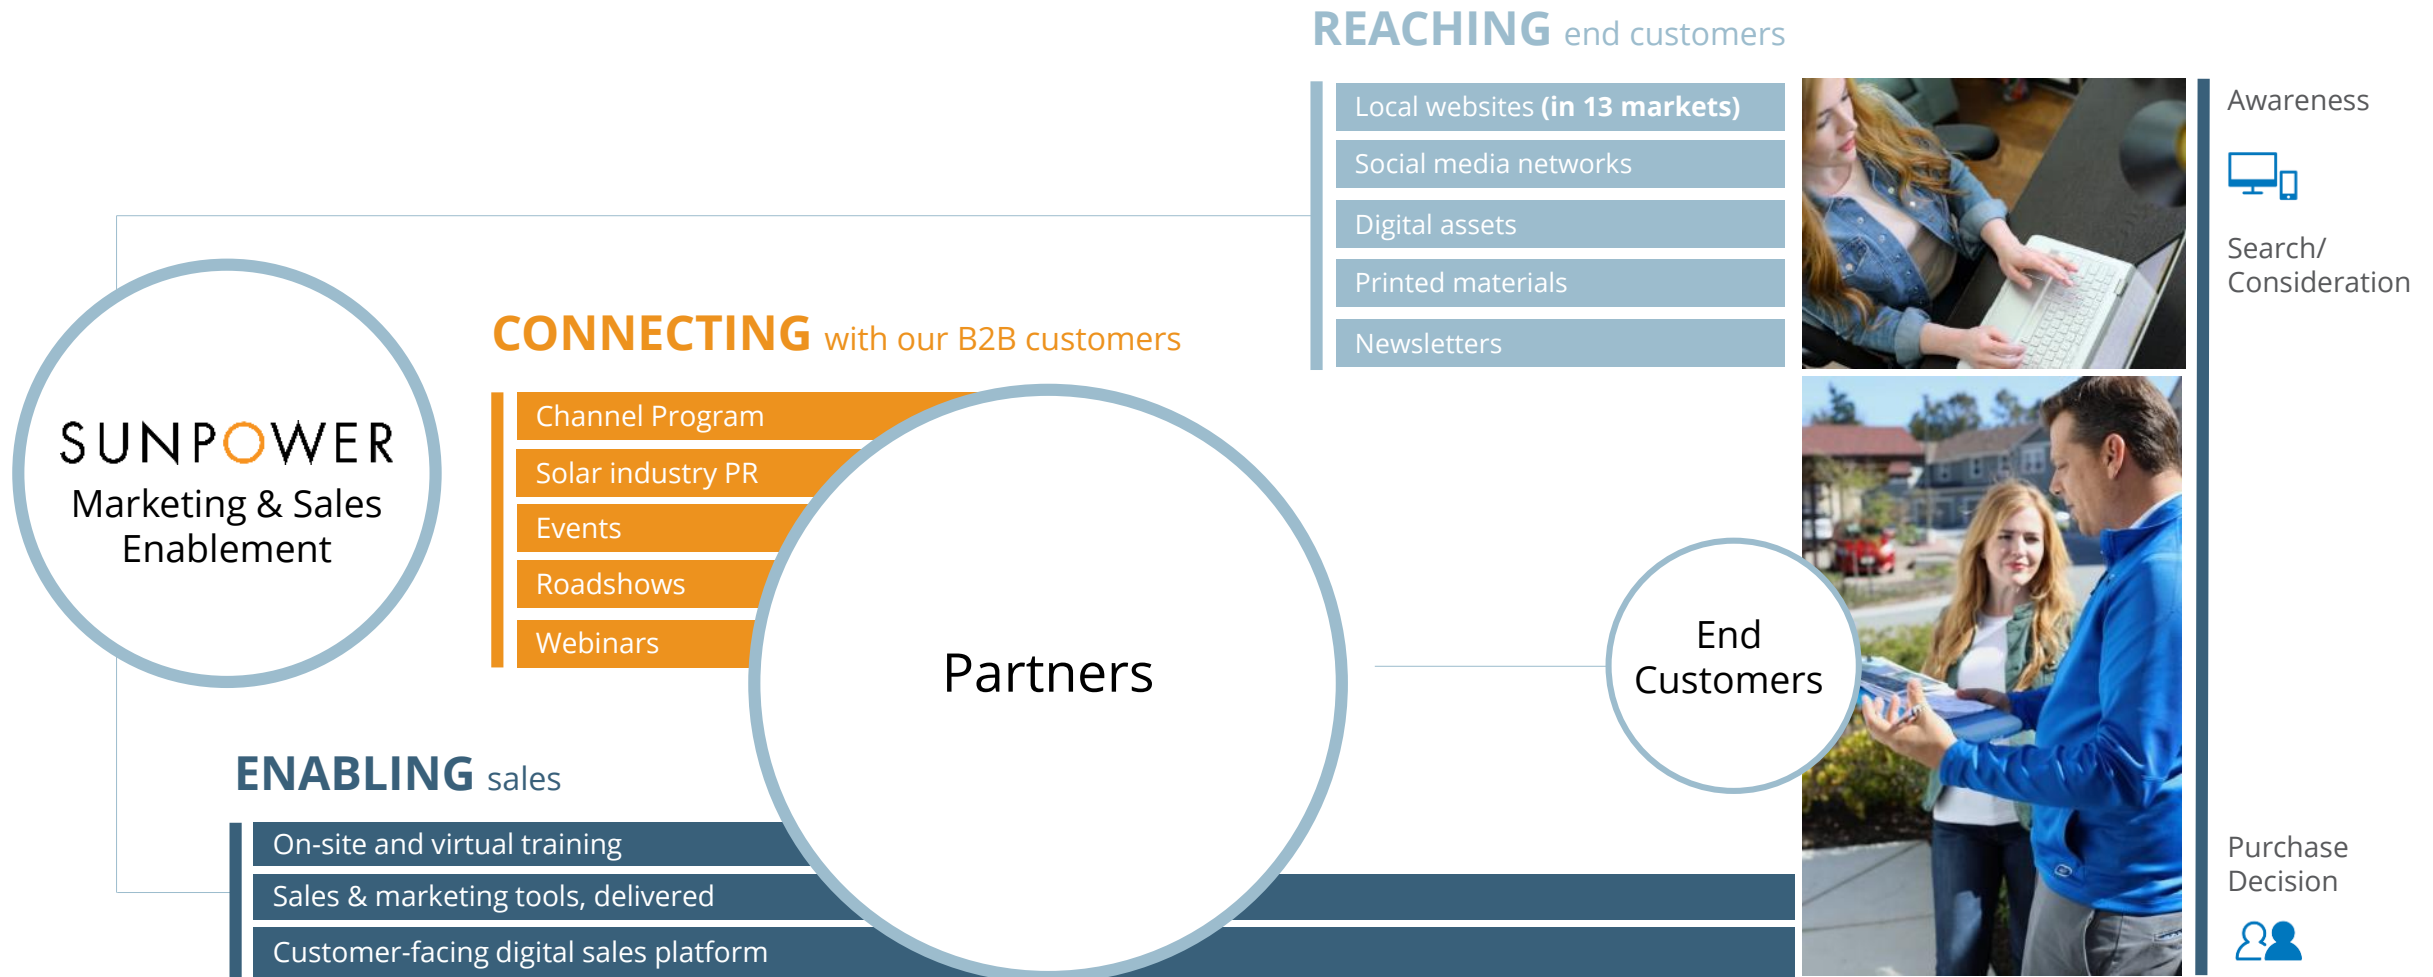 REACHING end customers
Local websites (in 13 markets)
Social media networks
Digital assets
Printed materials
Newsletters
Awareness
Search/
Consideration
Purchase
Decision
SUNPOWER
Marketing & Sales
Enablement
CONNECTING with our B2B customers
Channel Program
Solar industry PR
Events
Roadshows
Webinars
Partners
End
Customers
ENABLING sales
On-site and virtual training
Sales & marketing tools, delivered
Customer-facing digital sales platform